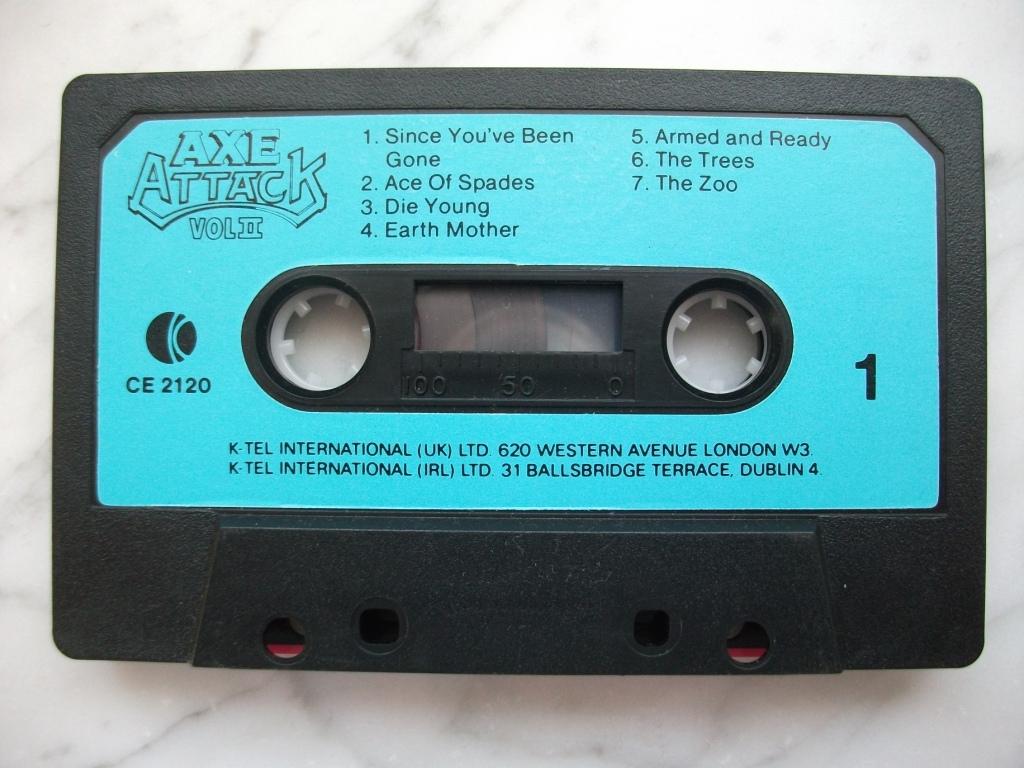 AXE
ATTACK
VOL II
1. Since You've Been
Gone
2. Ace Of Spades
3. Die Young
4. Earth Mother
5. Armed and Ready
6. The Trees
7. The Zoo
CE 2120
100 50 0
1
K-TEL INTERNATIONAL (UK) LTD. 620 WESTERN AVENUE LONDON W3.
K-TEL INTERNATIONAL (IRL) LTD. 31 BALLSBRIDGE TERRACE, DUBLIN 4.